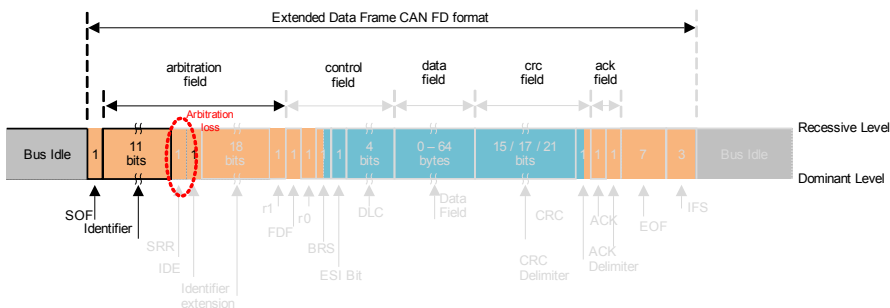 Extended Data Frame CAN FD format
arbitration field
control field
data field
crc field
ack field
Arbitration loss
Recessive Level
Bus Idle
1
11 bits
1
1
18 bits
1
1
1
1
1
4 bits
0 – 64 bytes
15 / 17 / 21 bits
1
1
1
7
3
Bus Idle
Dominant Level
SOF
Identifier
SRR
IDE
Identifier extension
r1
FDF
r0
BRS
ESI Bit
DLC
Data Field
CRC
CRC Delimiter
ACK
ACK Delimiter
EOF
IFS